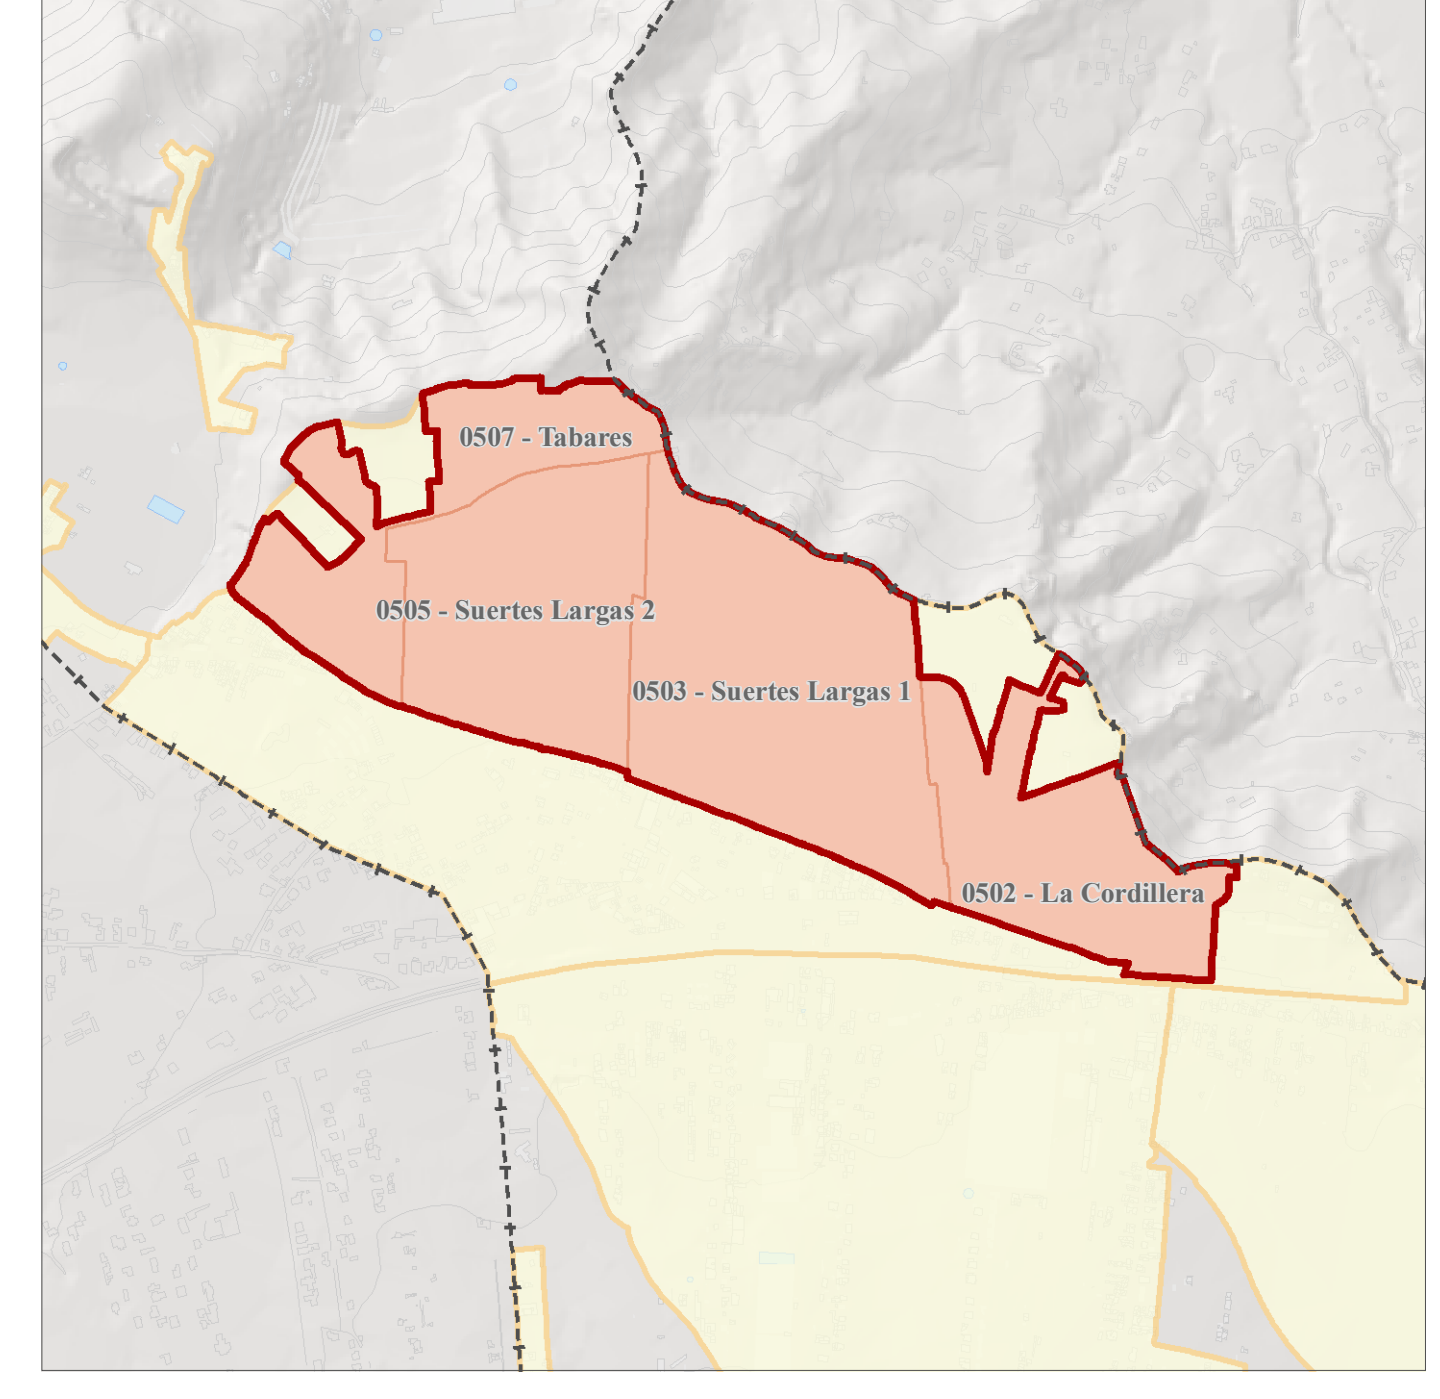 0507 - Tabares
0505 - Suertes Largas 2
0503 - Suertes Largas 1
0502 - La Cordillera